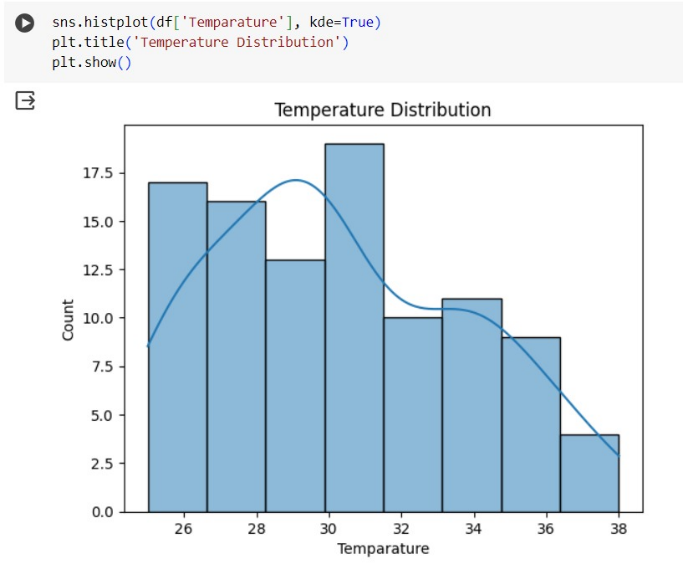 sns.histplot(df['Temparature'], kde=True)
plt.title('Temperature Distribution')
plt.show()
Temperature Distribution
17.5
15.0
12.5
10.0
7.5
5.0
2.5
0.0
Count
26 28 30 32 34 36 38
Temparature